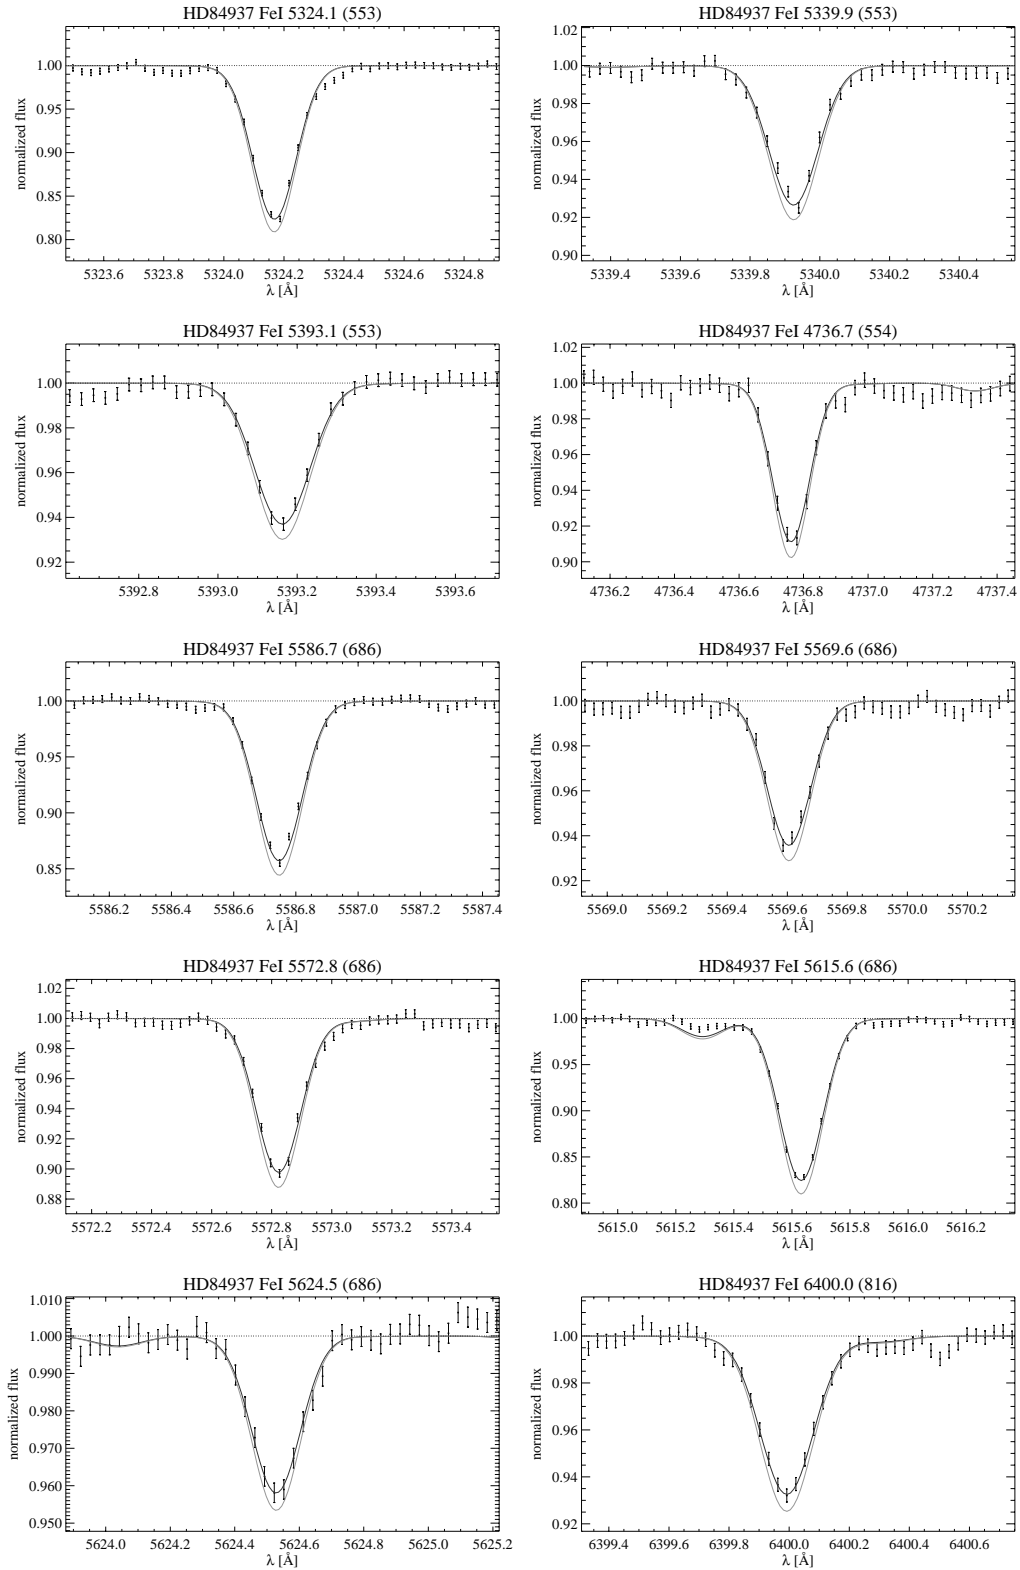 HD84937 FeI 5324.1 (553)
normalized flux
1.00
0.95
0.90
0.85
0.80
5323.6 5323.8 5324.0 5324.2 5324.4 5324.6 5324.8
λ [Å]
HD84937 FeI 5339.9 (553)
normalized flux
1.02
1.00
0.98
0.96
0.94
0.92
0.90
5339.4 5339.6 5339.8 5340.0 5340.2 5340.4
λ [Å]
HD84937 FeI 5393.1 (553)
normalized flux
1.00
0.98
0.96
0.94
0.92
5392.8 5393.0 5393.2 5393.4 5393.6
λ [Å]
HD84937 FeI 4736.7 (554)
normalized flux
1.02
1.00
0.98
0.96
0.94
0.92
0.90
4736.2 4736.4 4736.6 4736.8 4737.0 4737.2 4737.4
λ [Å]
HD84937 FeI 5586.7 (686)
normalized flux
1.00
0.95
0.90
0.85
5586.2 5586.4 5586.6 5586.8 5587.0 5587.2 5587.4
λ [Å]
HD84937 FeI 5569.6 (686)
normalized flux
1.00
0.98
0.96
0.94
0.92
5569.0 5569.2 5569.4 5569.6 5569.8 5570.0 5570.2
λ [Å]
HD84937 FeI 5572.8 (686)
normalized flux
1.02
1.00
0.98
0.96
0.94
0.92
0.90
0.88
5572.2 5572.4 5572.6 5572.8 5573.0 5573.2 5573.4
λ [Å]
HD84937 FeI 5615.6 (686)
normalized flux
1.00
0.95
0.90
0.85
0.80
5615.0 5615.2 5615.4 5615.6 5615.8 5616.0 5616.2
λ [Å]
HD84937 FeI 5624.5 (686)
normalized flux
1.010
1.000
0.990
0.980
0.970
0.960
0.950
5624.0 5624.2 5624.4 5624.6 5624.8 5625.0 5625.2
λ [Å]
HD84937 FeI 6400.0 (816)
normalized flux
1.00
0.98
0.96
0.94
0.92
6399.4 6399.6 6399.8 6400.0 6400.2 6400.4 6400.6
λ [Å]